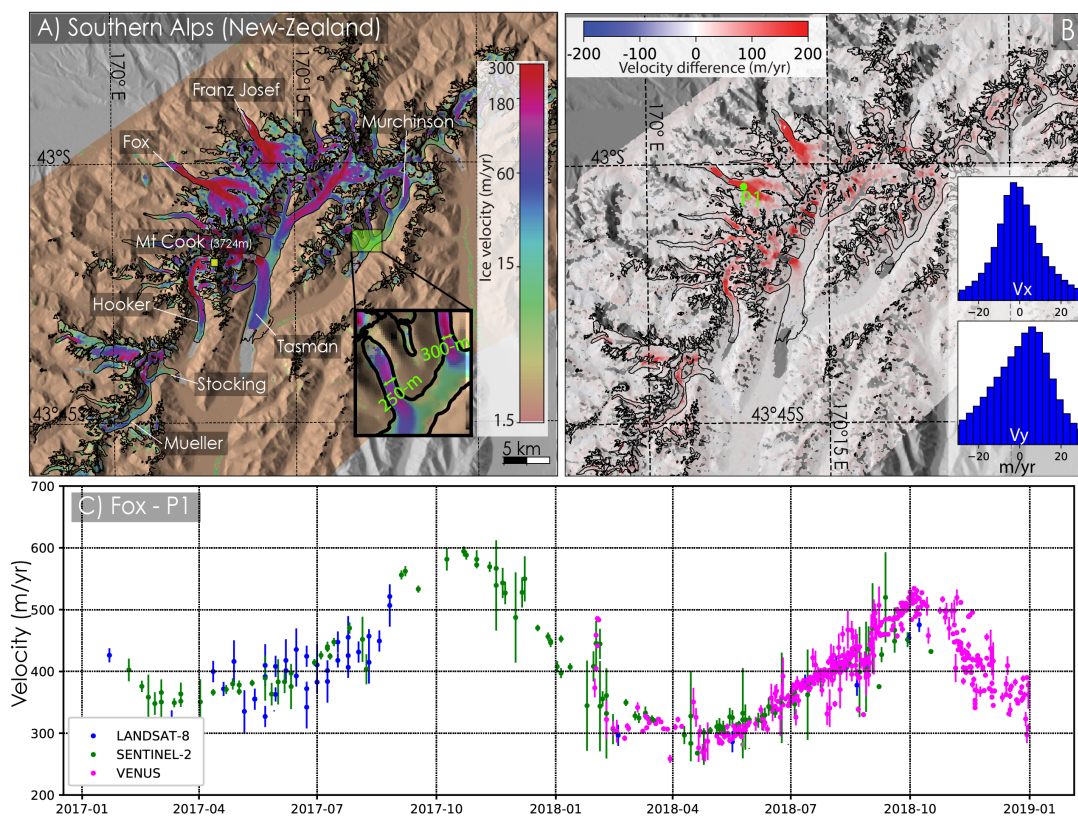 A) Southern Alps (New-Zealand)
170° E
170°15'E
Franz Josef
Murchinson
Fox
43°S
Mt Cook (3724m)
Hooker
Tasman
Stocking
Mueller
43°45S
250-m
300-m
300
180
60
15
1.5
Ice velocity (m/yr)
5 km
B
-200
-100
0
100
200
Velocity difference (m/yr)
170° E
43°S
P1
Vx
−20
0
20
Vy
−20
0
20
m/yr
43°45S
170°15 E
C) Fox - P1
Velocity (m/yr)
700
600
500
400
300
200
LANDSAT-8
SENTINEL-2
VENUS
2017-01
2017-04
2017-07
2017-10
2018-01
2018-04
2018-07
2018-10
2019-01